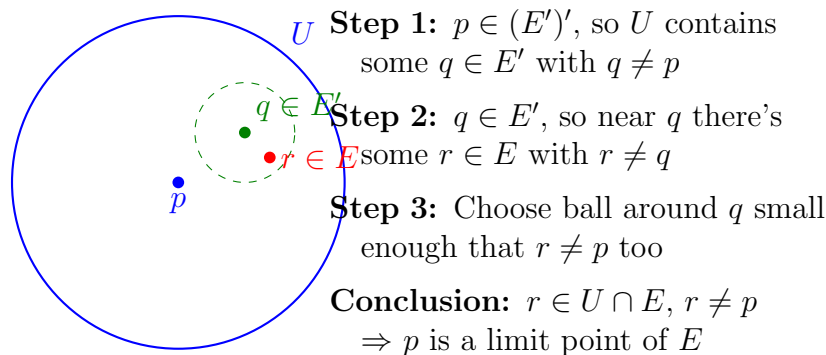 U
q ∈ E'
r ∈ E
p
Step 1: p ∈ (E')', so U contains
some q ∈ E' with q ≠ p
Step 2: q ∈ E', so near q there's
some r ∈ E with r ≠ q
Step 3: Choose ball around q small
enough that r ≠ p too
Conclusion: r ∈ U ∩ E, r ≠ p
⇒ p is a limit point of E